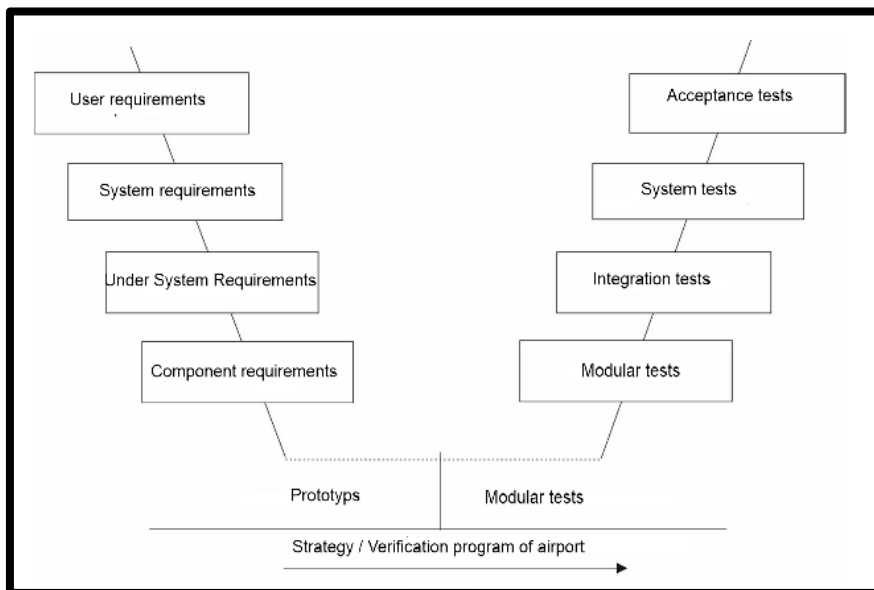 User requirements
Acceptance tests
System requirements
System tests
Under System Requirements
Integration tests
Component requirements
Modular tests
Prototyps
Modular tests
Strategy / Verification program of airport